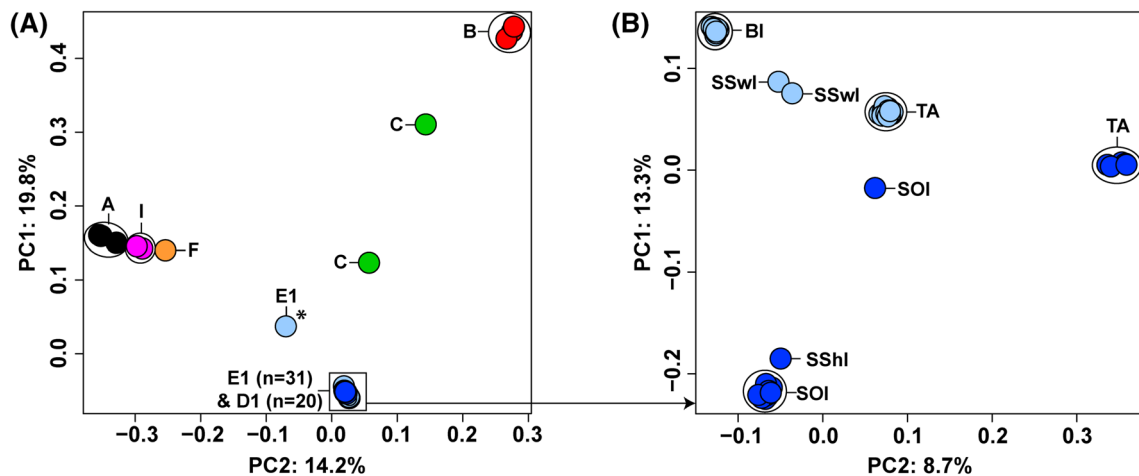 (A)
B
C
A
I
F
C
E1
*
E1 (n=31)
& D1 (n=20)
PC1: 19.8%
0.0
0.1
0.2
0.3
0.4
−0.3
−0.2
−0.1
0.0
0.1
0.2
0.3
PC2: 14.2%
(B)
BI
SSwI
SSwI
TA
TA
SOI
SShI
SOI
PC1: 13.3%
−0.2
−0.1
0.0
0.1
−0.1
0.0
0.1
0.2
0.3
PC2: 8.7%